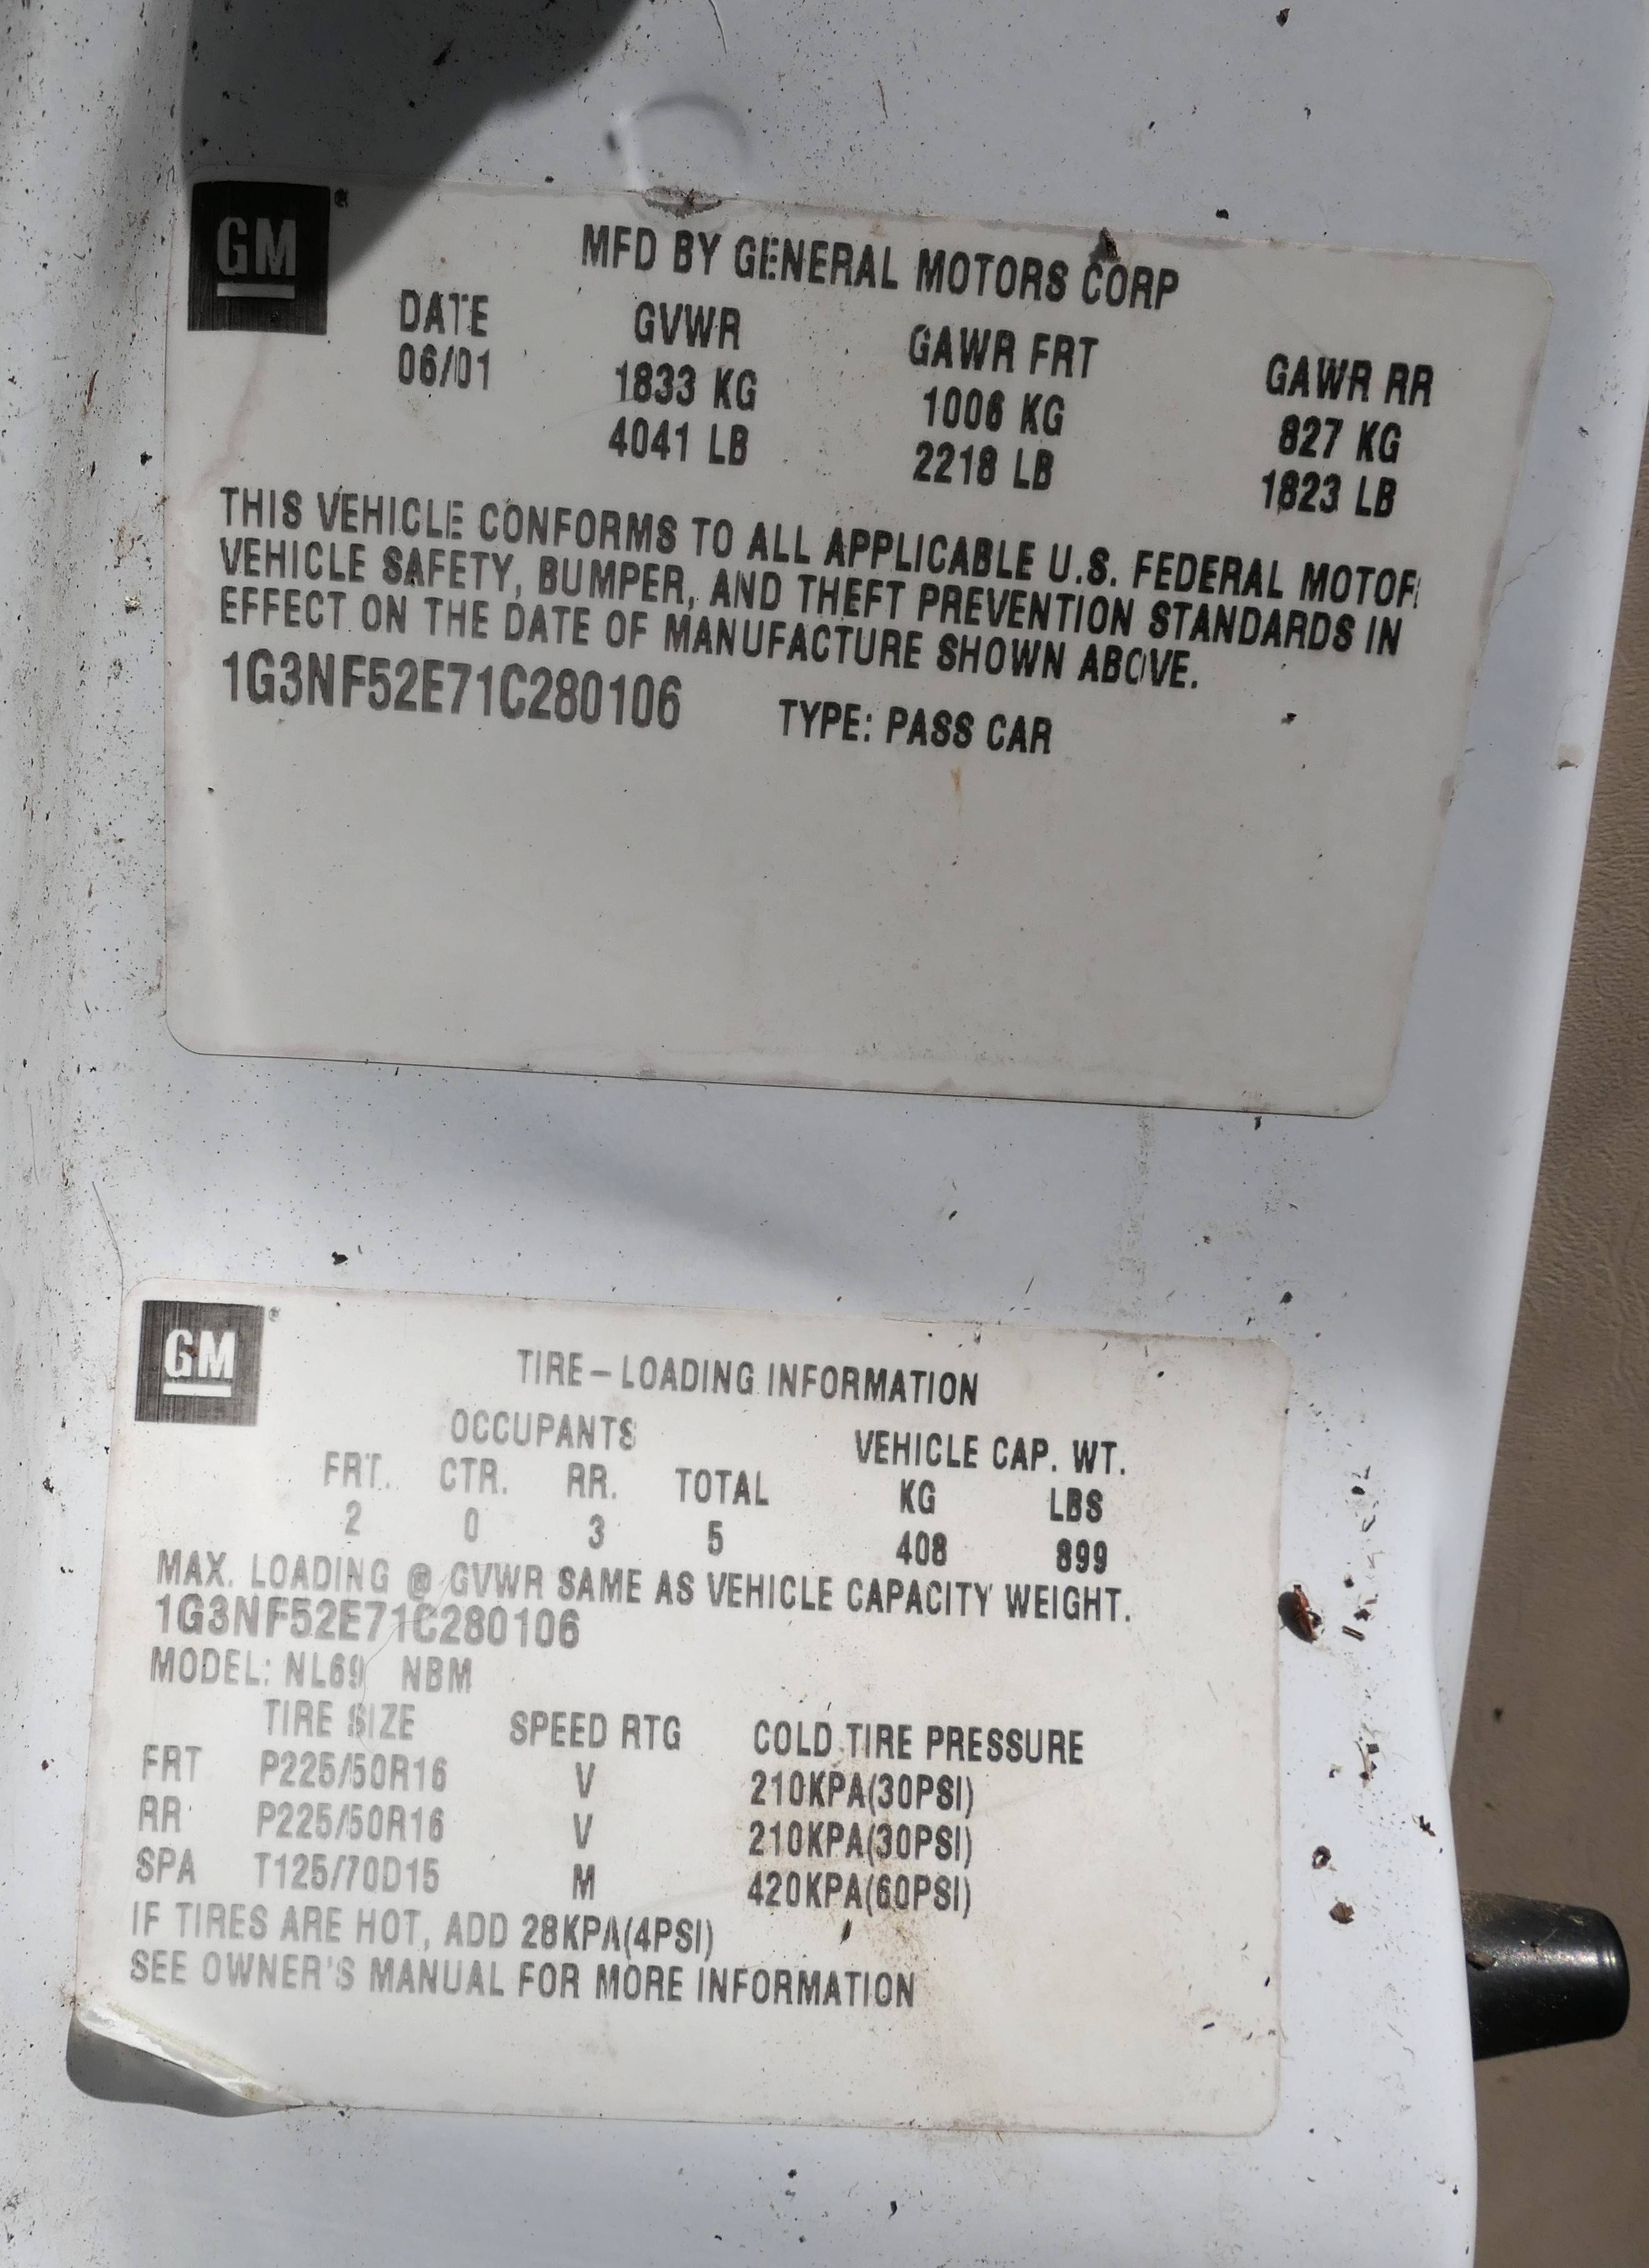 GM
MFD BY GENERAL MOTORS CORP
DATE GVWR GAWR FRT GAWR RR
06/01 1833 KG 1006 KG 827 KG
4041 LB 2218 LB 1823 LB
THIS VEHICLE CONFORMS TO ALL APPLICABLE U.S. FEDERAL MOTOR
VEHICLE SAFETY, BUMPER, AND THEFT PREVENTION STANDARDS IN
EFFECT ON THE DATE OF MANUFACTURE SHOWN ABOVE.
1G3NF52E71C280106 TYPE: PASS CAR
GM
TIRE-LOADING INFORMATION
OCCUPANTS VEHICLE CAP. WT.
FRT. CTR. RR. TOTAL KG LBS
2 0 3 5 408 899
MAX. LOADING @ GVWR SAME AS VEHICLE CAPACITY WEIGHT.
1G3NF52E71C280106
MODEL: NL69 NBM
TIRE SIZE SPEED RTG COLD TIRE PRESSURE
FRT P225/50R16 V 210KPA(30PSI)
RR P225/50R16 V 210KPA(30PSI)
SPA T125/70D15 M 420KPA(60PSI)
IF TIRES ARE HOT, ADD 28KPA(4PSI)
SEE OWNER'S MANUAL FOR MORE INFORMATION